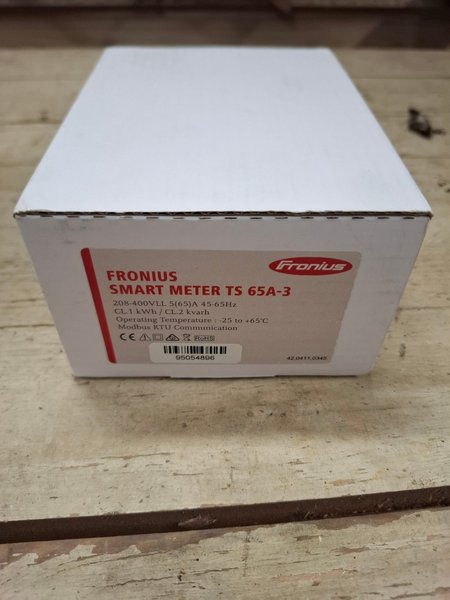 Fronius
FRONIUS
SMART METER TS 65A-3
208-400VLL 5(65)A 45-65Hz
CL.1 kWh / CL.2 kvarh
Operating Temperature : -25 to +65°C
Modbus RTU Communication
CE RoHS
95054896
42,0411,0345